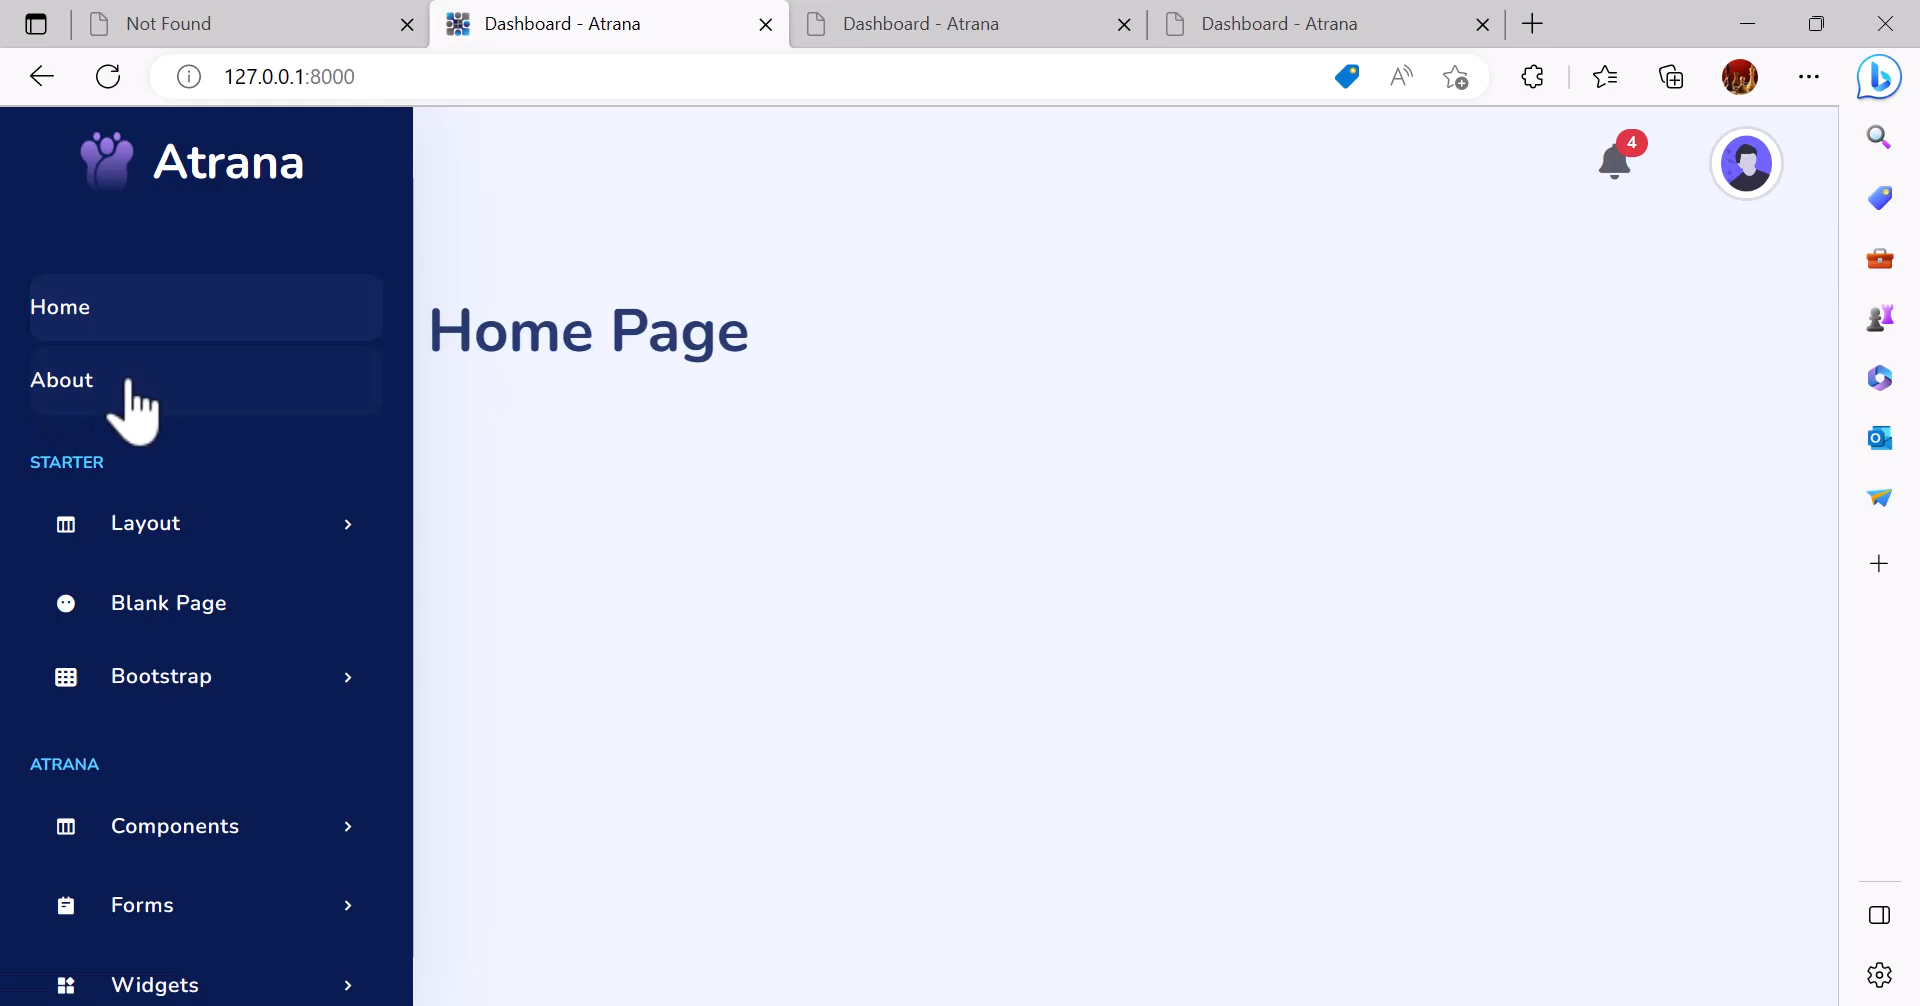 Not Found
Dashboard - Atrana
Dashboard - Atrana
Dashboard - Atrana
127.0.0.1:8000
Atrana
4
Home
Home Page
About
STARTER
Layout
Blank Page
Bootstrap
ATRANA
Components
Forms
Widgets